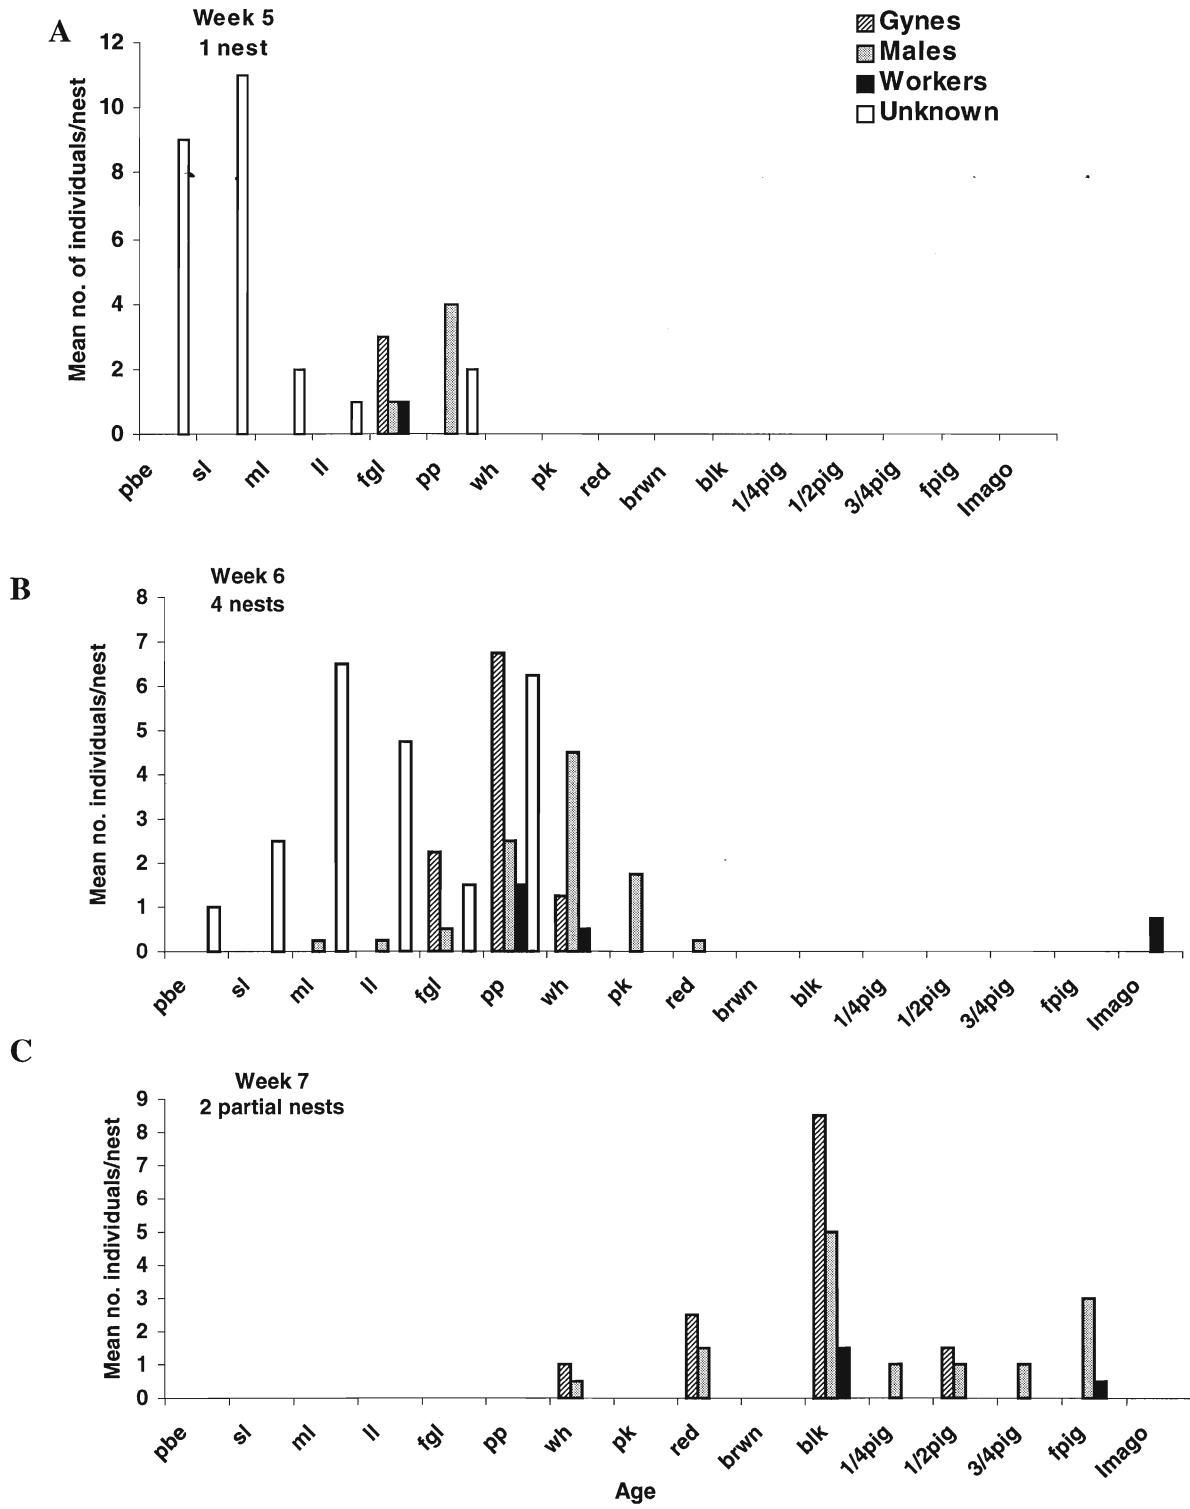 A
Week 5
1 nest
Gynes
Males
Workers
Unknown
Mean no. of individuals/nest
12
10
8
6
4
2
0
pbe sl ml ll fgl pp wh pk red brwn blk 1/4pig 1/2pig 3/4pig fpig Imago
B
Week 6
4 nests
Mean no. individuals/nest
8
7
6
5
4
3
2
1
0
pbe sl ml ll fgl pp wh pk red brwn blk 1/4pig 1/2pig 3/4pig fpig Imago
C
Week 7
2 partial nests
Mean no. individuals/nest
9
8
7
6
5
4
3
2
1
0
pbe sl ml ll fgl pp wh pk red brwn blk 1/4pig 1/2pig 3/4pig fpig Imago
Age